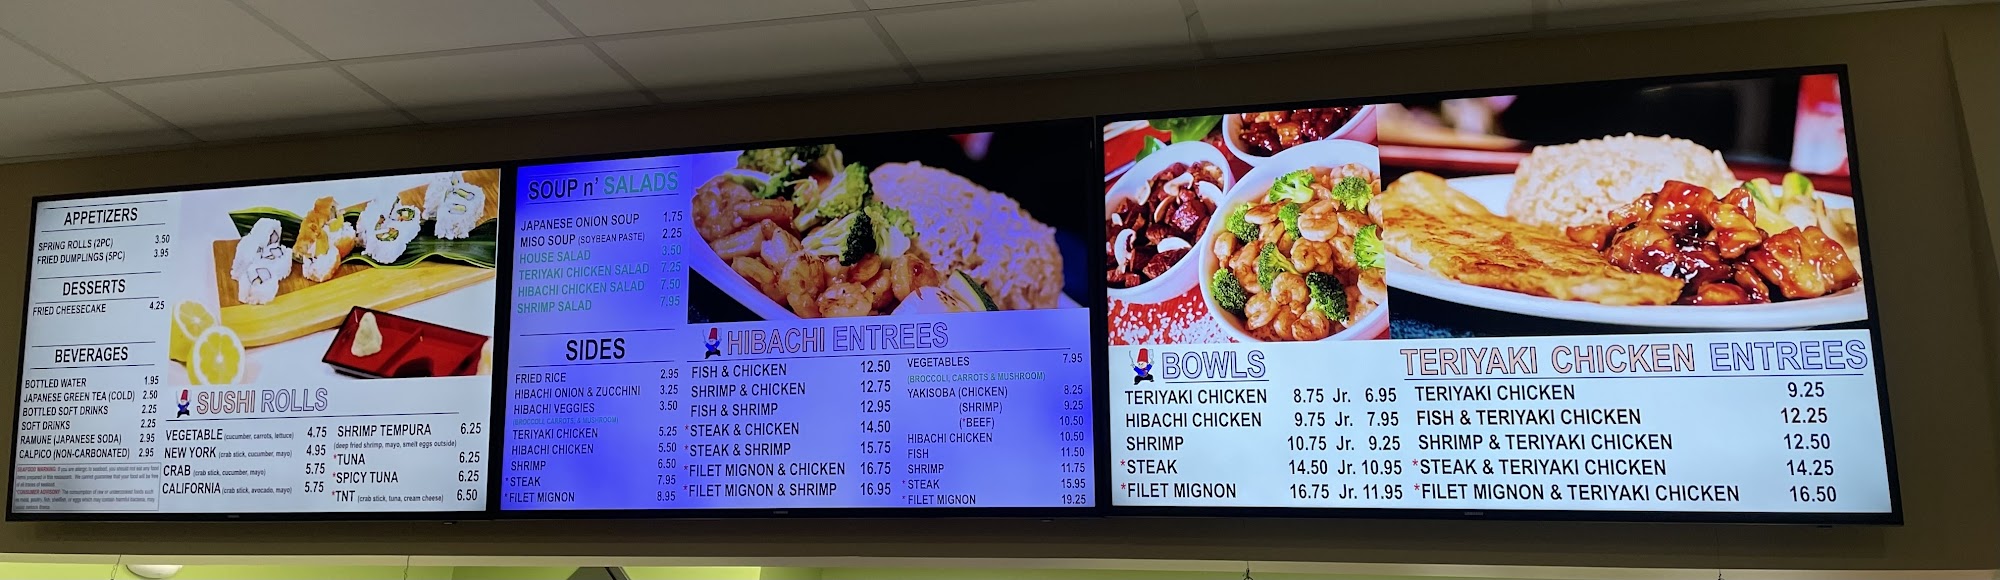 APPETIZERS
SPRING ROLLS (2PC) 3.50
FRIED DUMPLINGS (5PC) 3.95
DESSERTS
FRIED CHEESECAKE 4.25
BEVERAGES
BOTTLED WATER 1.95
JAPANESE GREEN TEA (COLD) 2.50
BOTTLED SOFT DRINKS 2.25
SOFT DRINKS 2.25
RAMUNE (JAPANESE SODA) 2.95
CALPICO (NON-CARBONATED) 2.95
SUSHI ROLLS
VEGETABLE (cucumber, carrots, lettuce) 4.75
NEW YORK (crab stick, cucumber, mayo) 4.95
CRAB (crab stick, cucumber, mayo) 5.75
CALIFORNIA (crab stick, avocado, mayo) 5.75
SHRIMP TEMPURA 6.25
(deep fried shrimp, mayo, smelt eggs outside)
*TUNA 6.25
*SPICY TUNA 6.25
*TNT (crab stick, tuna, cream cheese) 6.50
SOUP n' SALADS
JAPANESE ONION SOUP 1.75
MISO SOUP (SOYBEAN PASTE) 2.25
HOUSE SALAD 3.50
TERIYAKI CHICKEN SALAD 7.25
HIBACHI CHICKEN SALAD 7.50
SHRIMP SALAD 7.95
SIDES
FRIED RICE 2.95
HIBACHI ONION & ZUCCHINI 3.25
HIBACHI VEGGIES 3.50
(BROCCOLI, CARROTS, & MUSHROOM)
TERIYAKI CHICKEN 5.25
HIBACHI CHICKEN 5.50
SHRIMP 6.50
*STEAK 7.95
*FILET MIGNON 8.95
HIBACHI ENTREES
FISH & CHICKEN 12.50
SHRIMP & CHICKEN 12.75
FISH & SHRIMP 12.95
*STEAK & CHICKEN 14.50
*STEAK & SHRIMP 15.75
*FILET MIGNON & CHICKEN 16.75
*FILET MIGNON & SHRIMP 16.95
VEGETABLES 7.95
(BROCCOLI, CARROTS & MUSHROOM)
YAKISOBA (CHICKEN) 8.25
(SHRIMP) 9.25
(*BEEF) 10.50
HIBACHI CHICKEN 10.50
FISH 11.50
SHRIMP 11.75
*STEAK 15.95
*FILET MIGNON 19.25
BOWLS
TERIYAKI CHICKEN 8.75 Jr. 6.95
HIBACHI CHICKEN 9.75 Jr. 7.95
SHRIMP 10.75 Jr. 9.25
*STEAK 14.50 Jr. 10.95
*FILET MIGNON 16.75 Jr. 11.95
TERIYAKI CHICKEN ENTREES
TERIYAKI CHICKEN 9.25
FISH & TERIYAKI CHICKEN 12.25
SHRIMP & TERIYAKI CHICKEN 12.50
*STEAK & TERIYAKI CHICKEN 14.25
*FILET MIGNON & TERIYAKI CHICKEN 16.50